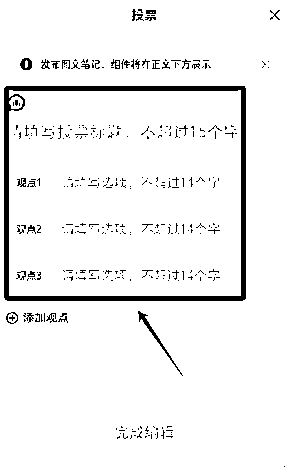 投票
发布图文笔记，组件将在正文下方展示
请填写投票标题，不超过15个字
观点1 请填写选项，不超过14个字
观点2 请填写选项，不超过14个字
观点3 请填写选项，不超过14个字
添加观点
完成编辑